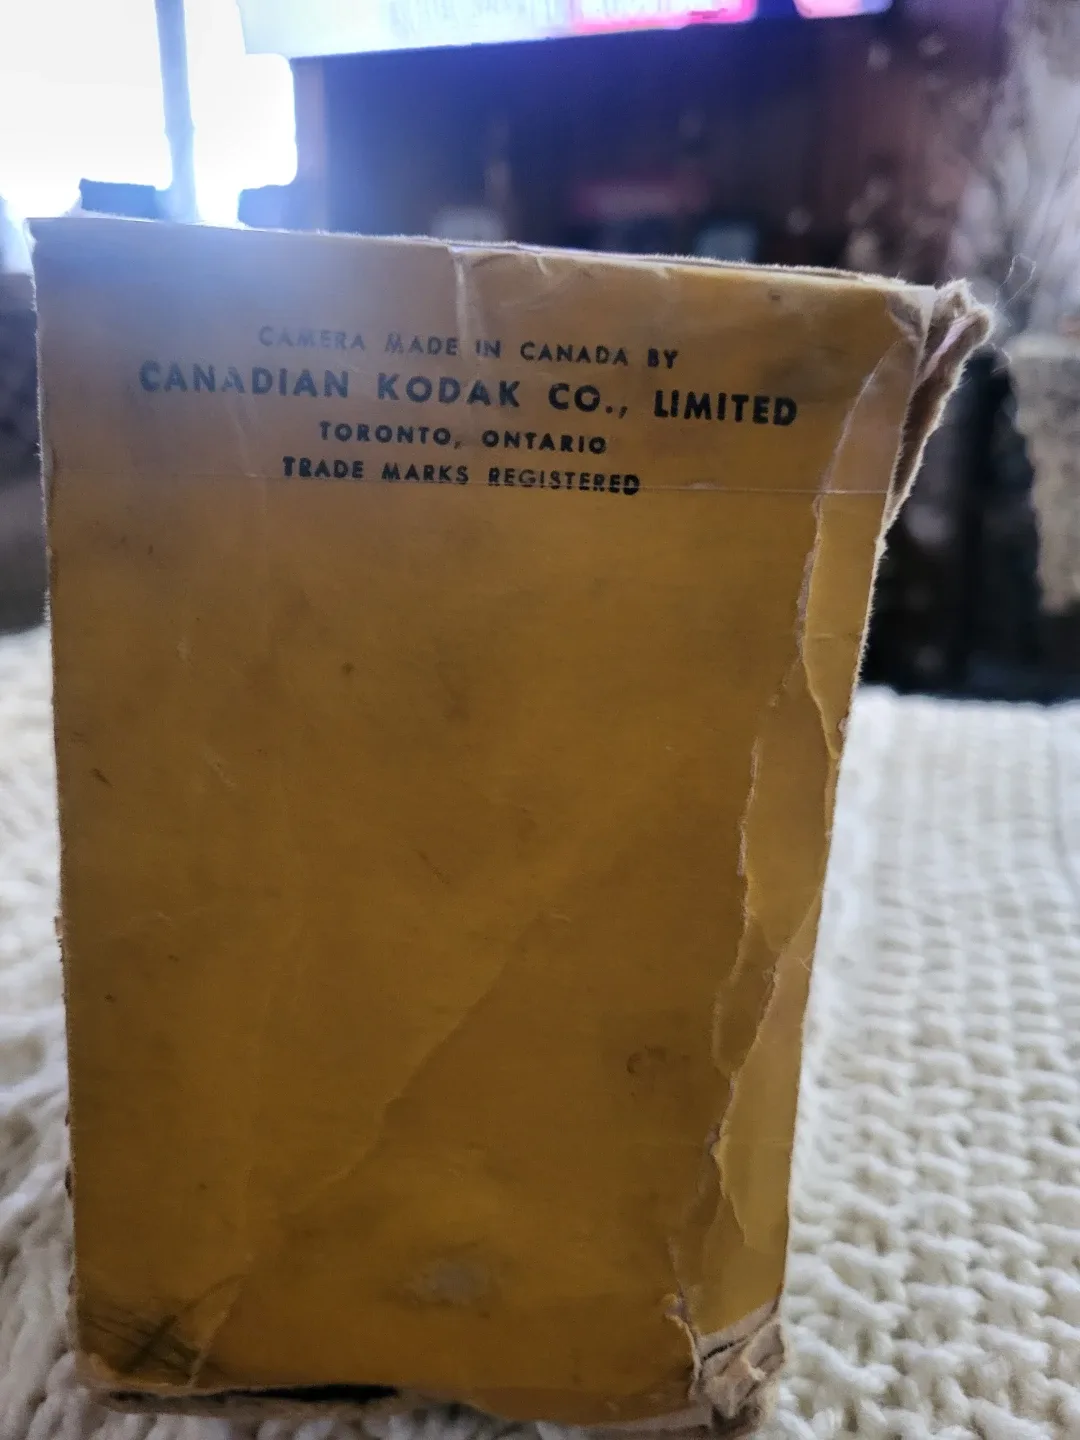 CAMERA MADE IN CANADA BY
CANADIAN KODAK CO., LIMITED
TORONTO, ONTARIO
TRADE MARKS REGISTERED